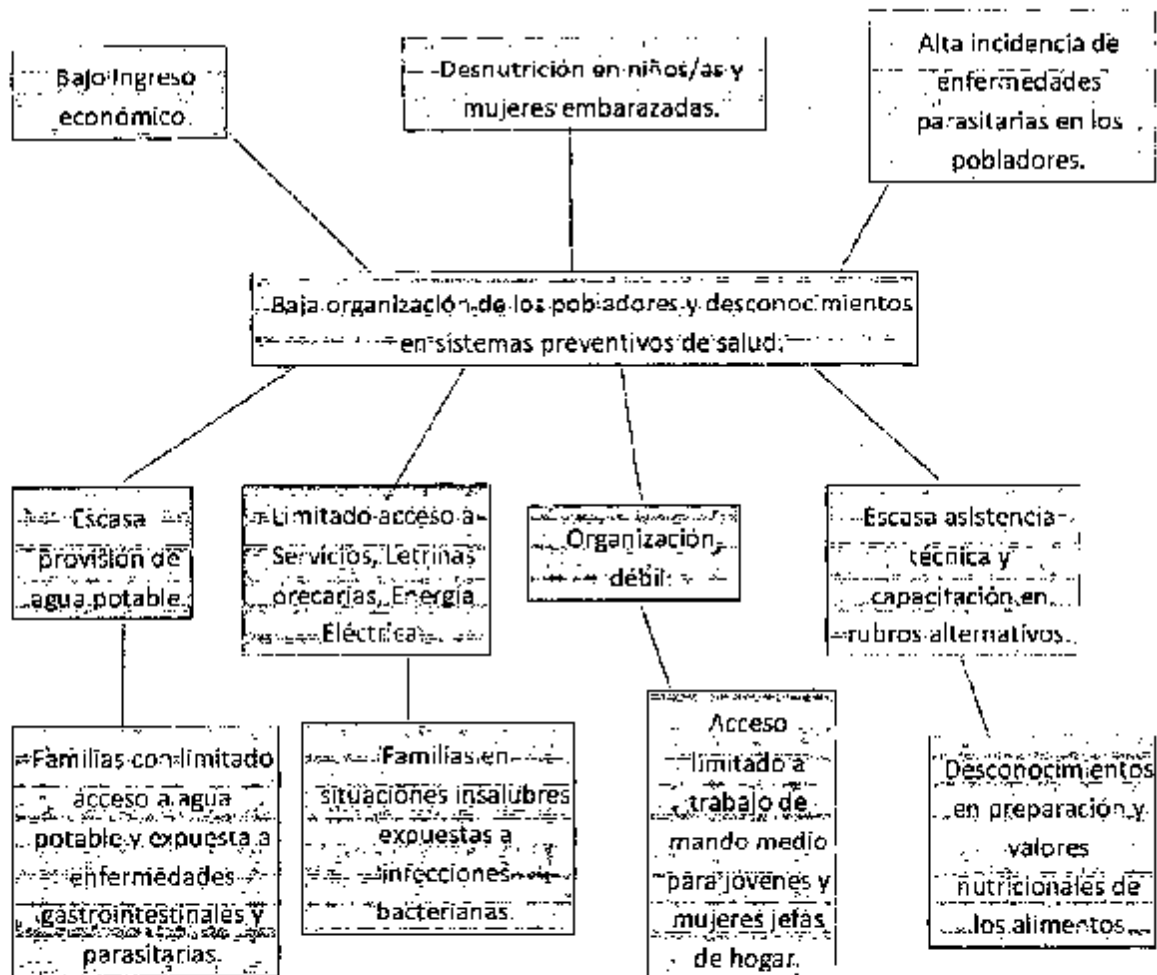 Bajo Ingreso
económico.
Desnutrición en niños/as y
mujeres embarazadas.
Alta incidencia de
enfermedades
parasitarias en los
pobladores.
Baja organización de los pobladores y desconocimientos
en sistemas preventivos de salud.
Escasa
provisión de
agua potable.
Limitado acceso a
Servicios, Letrinas
precarias, Energía
Eléctrica
Organización
débil.
Escasa asistencia
técnica y
capacitación en
rubros alternativos.
Familias con limitado
acceso a agua
potable y expuesta a
enfermedades
gastrointestinales y
parasitarias.
Familias en
situaciones insalubres
expuestas a
infecciones
bacterianas.
Acceso
limitado a
trabajo de
mando medio
para jóvenes y
mujeres jefas
de hogar.
Desconocimientos
en preparación y
valores
nutricionales de
los alimentos.